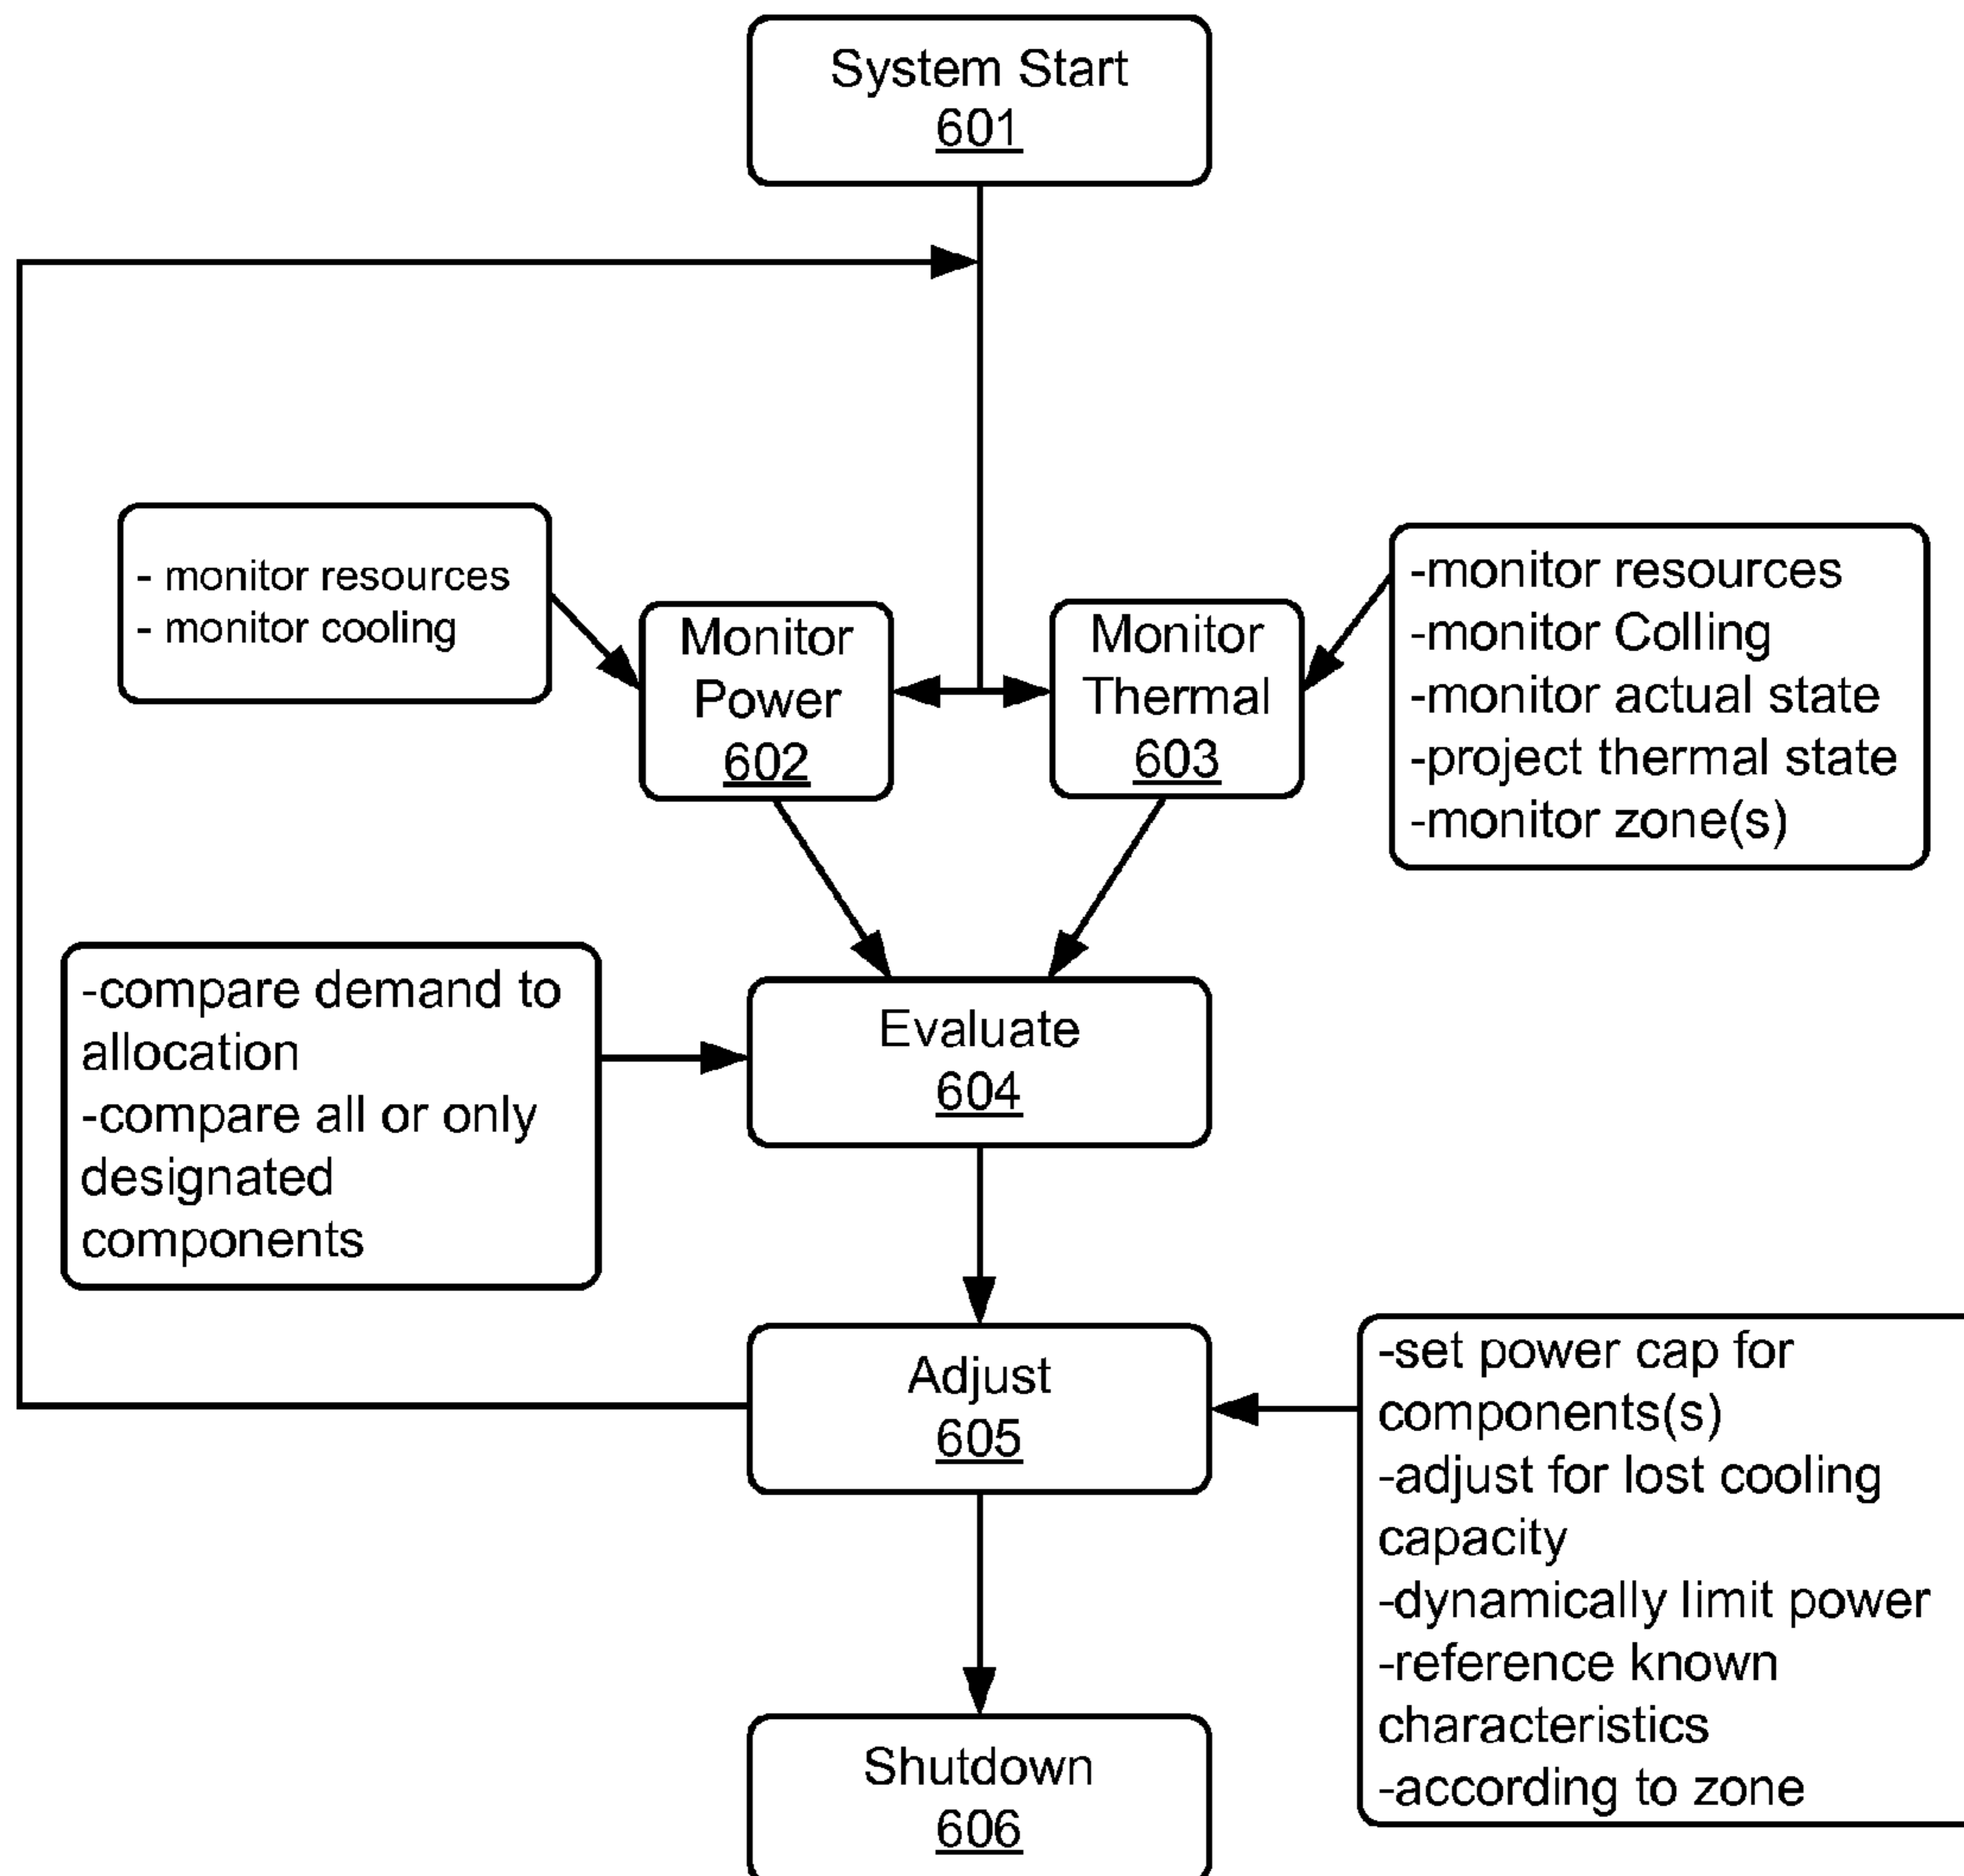 System Start
601
- monitor resources
- monitor cooling
Monitor
Power
602
Monitor
Thermal
603
-monitor resources
-monitor Colling
-monitor actual state
-project thermal state
-monitor zone(s)
-compare demand to
allocation
-compare all or only
designated
components
Evaluate
604
Adjust
605
-set power cap for
components(s)
-adjust for lost cooling
capacity
-dynamically limit power
-reference known
characteristics
-according to zone
Shutdown
606